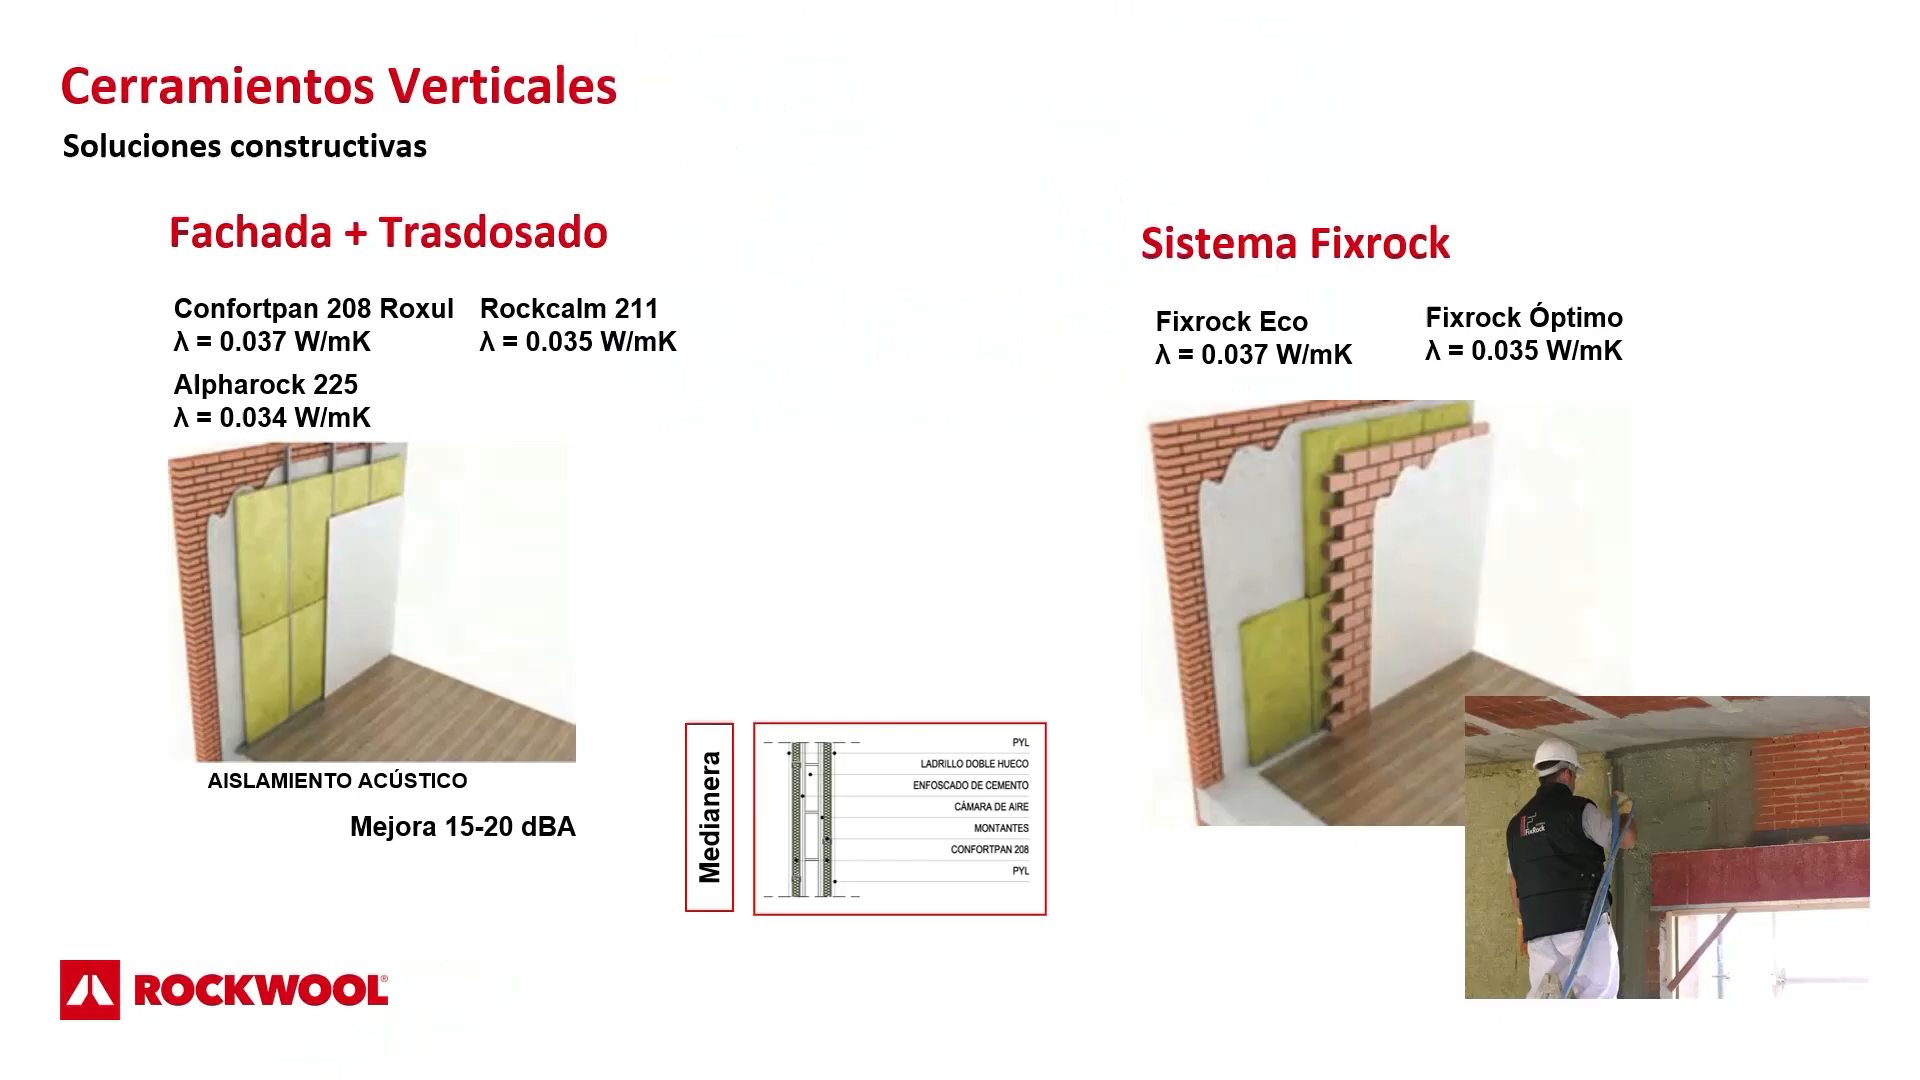 Cerramientos Verticales
Soluciones constructivas
Fachada + Trasdosado
Confortpan 208 Roxul
λ = 0.037 W/mK
Rockcalm 211
λ = 0.035 W/mK
Alpharock 225
λ = 0.034 W/mK
AISLAMIENTO ACÚSTICO
Mejora 15-20 dBA
Medianera
PYL
LADRILLO DOBLE HUECO
ENFOSCADO DE CEMENTO
CÁMARA DE AIRE
MONTANTES
CONFORTPAN 208
PYL
Sistema Fixrock
Fixrock Eco
λ = 0.037 W/mK
Fixrock Óptimo
λ = 0.035 W/mK
FixRock
ROCKWOOL®